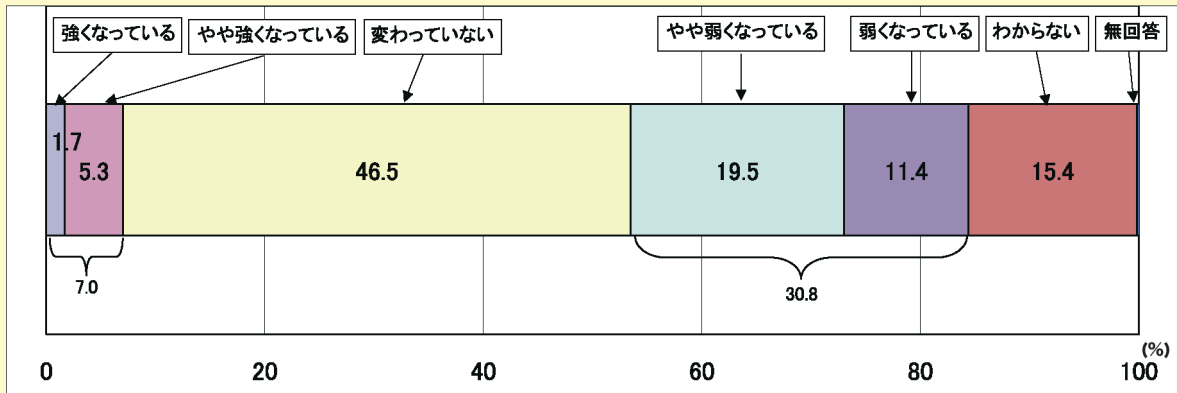 強くなっている
やや強くなっている
変わっていない
やや弱くなっている
弱くなっている
わからない
無回答
1.7
5.3
46.5
19.5
11.4
15.4
7.0
30.8
(%)
0 20 40 60 80 100